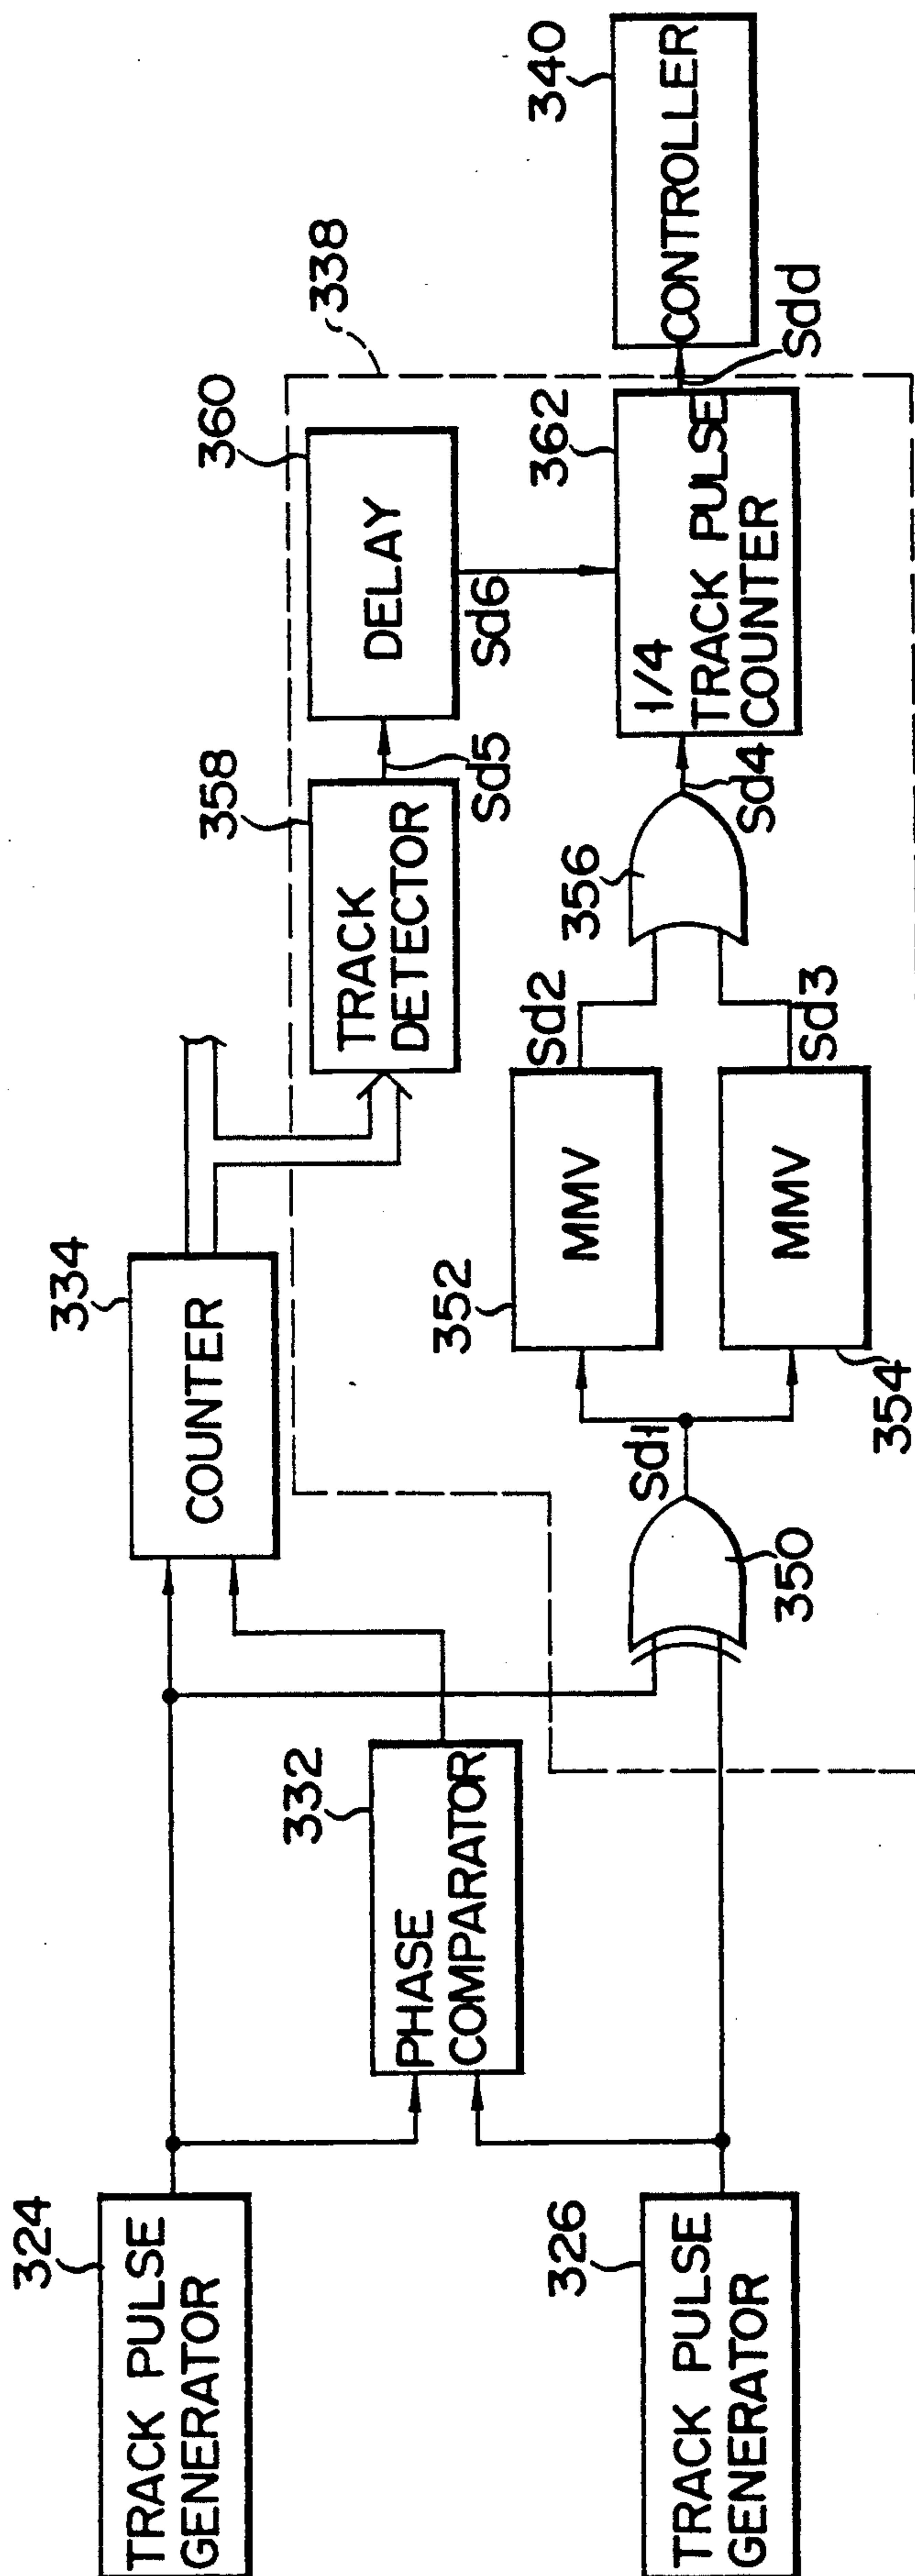 324
TRACK PULSE
GENERATOR
326
TRACK PULSE
GENERATOR
332
PHASE
COMPARATOR
334
COUNTER
338
350
Sd1
352
MMV
Sd2
354
MMV
Sd3
356
Sd4
358
TRACK
DETECTOR
Sd5
360
DELAY
Sd6
362
1/4
TRACK PULSE
COUNTER
Sdd
340
CONTROLLER